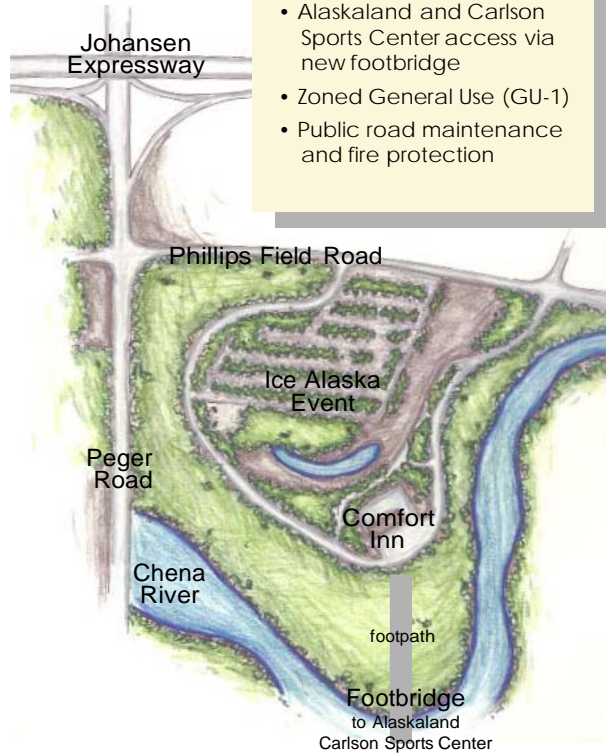 • Alaskaland and Carlson
Sports Center access via
new footbridge
• Zoned General Use (GU-1)
• Public road maintenance
and fire protection
Johansen
Expressway
Phillips Field Road
Ice Alaska
Event
Peger
Road
Comfort
Inn
Chena
River
footpath
Footbridge
to Alaskaland
Carlson Sports Center